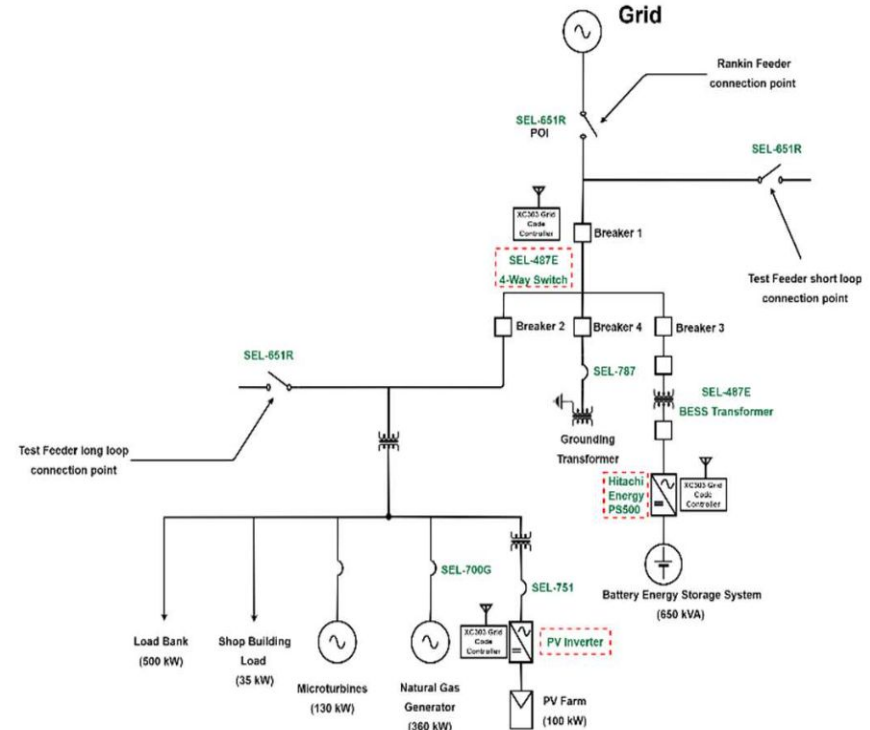 Grid
Rankin Feeder
connection point
SEL-651R
POI
SEL-651R
XC303 Grid
Code
Controller
Breaker 1
SEL-487E
4-Way Switch
Test Feeder short loop
connection point
Breaker 2
Breaker 4
Breaker 3
SEL-651R
SEL-787
SEL-487E
BESS Transformer
Grounding
Transformer
Test Feeder long loop
connection point
Hitachi
Energy
PS500
XC303 Grid
Code
Controller
SEL-700G
SEL-751
Battery Energy Storage System
(650 kVA)
XC303 Grid
Code
Controller
PV Inverter
Load Bank
(500 kW)
Shop Building
Load
(35 kW)
Microturbines
(130 kW)
Natural Gas
Generator
(360 kW)
PV Farm
(100 kW)